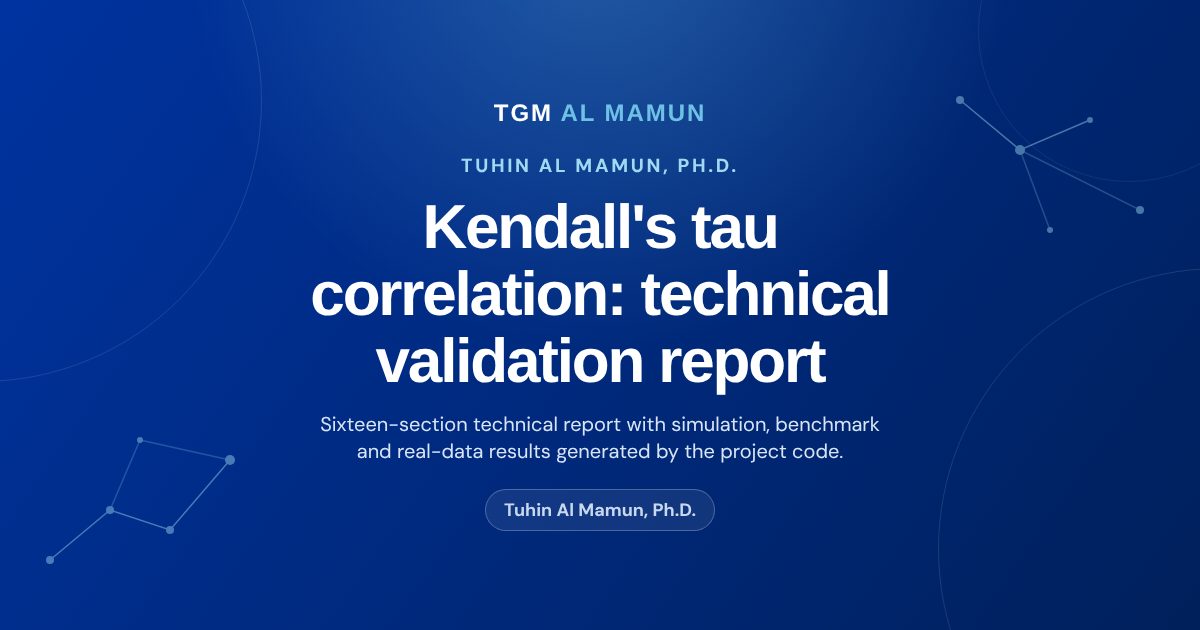 TGM AL MAMUN
TUHIN AL MAMUN, PH.D.
Kendall's tau
correlation: technical
validation report
Sixteen-section technical report with simulation, benchmark
and real-data results generated by the project code.
Tuhin Al Mamun, Ph.D.